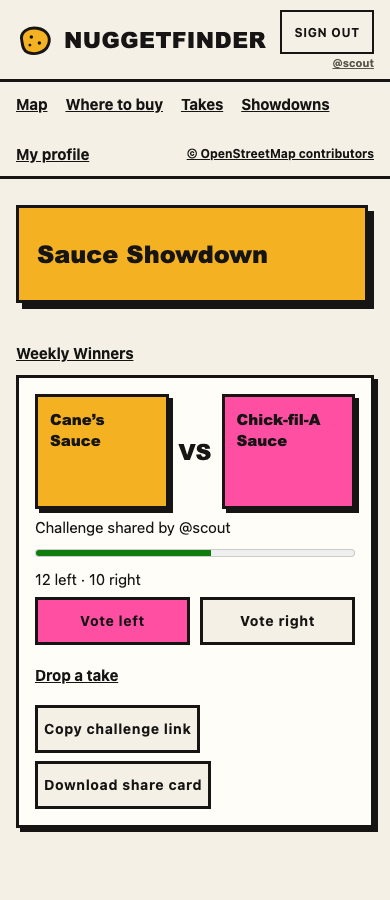 NUGGETFINDER
SIGN OUT
@scout
Map Where to buy Takes Showdowns
My profile © OpenStreetMap contributors
Sauce Showdown
Weekly Winners
Cane’s
Sauce
VS
Chick-fil-A
Sauce
Challenge shared by @scout
12 left · 10 right
Vote left Vote right
Drop a take
Copy challenge link
Download share card